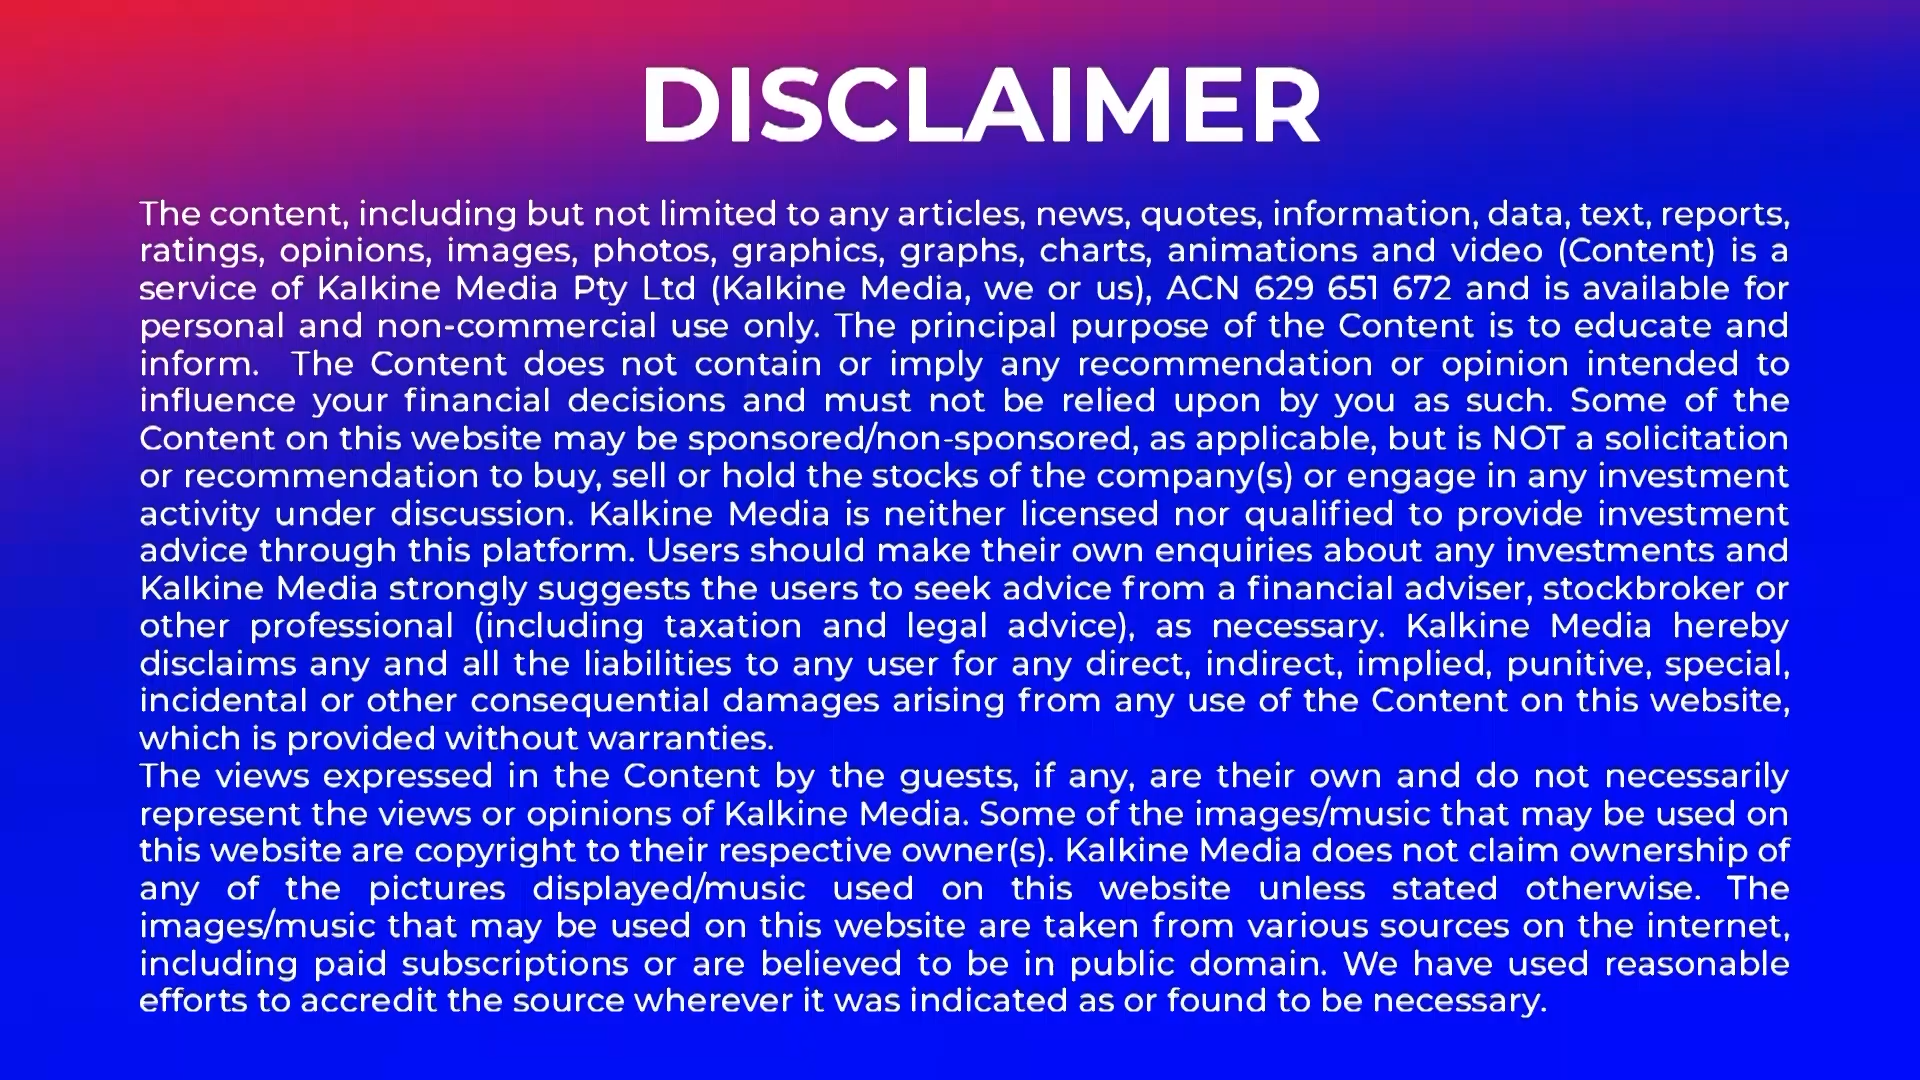 DISCLAIMER
The content, including but not limited to any articles, news, quotes, information, data, text, reports,
ratings, opinions, images, photos, graphics, graphs, charts, animations and video (Content) is a
service of Kalkine Media Pty Ltd (Kalkine Media, we or us), ACN 629 651 672 and is available for
personal and non-commercial use only. The principal purpose of the Content is to educate and
inform.  The Content does not contain or imply any recommendation or opinion intended to
influence your financial decisions and must not be relied upon by you as such. Some of the
Content on this website may be sponsored/non-sponsored, as applicable, but is NOT a solicitation
or recommendation to buy, sell or hold the stocks of the company(s) or engage in any investment
activity under discussion. Kalkine Media is neither licensed nor qualified to provide investment
advice through this platform. Users should make their own enquiries about any investments and
Kalkine Media strongly suggests the users to seek advice from a financial adviser, stockbroker or
other professional (including taxation and legal advice), as necessary. Kalkine Media hereby
disclaims any and all the liabilities to any user for any direct, indirect, implied, punitive, special,
incidental or other consequential damages arising from any use of the Content on this website,
which is provided without warranties.
The views expressed in the Content by the guests, if any, are their own and do not necessarily
represent the views or opinions of Kalkine Media. Some of the images/music that may be used on
this website are copyright to their respective owner(s). Kalkine Media does not claim ownership of
any of the pictures displayed/music used on this website unless stated otherwise. The
images/music that may be used on this website are taken from various sources on the internet,
including paid subscriptions or are believed to be in public domain. We have used reasonable
efforts to accredit the source wherever it was indicated as or found to be necessary.